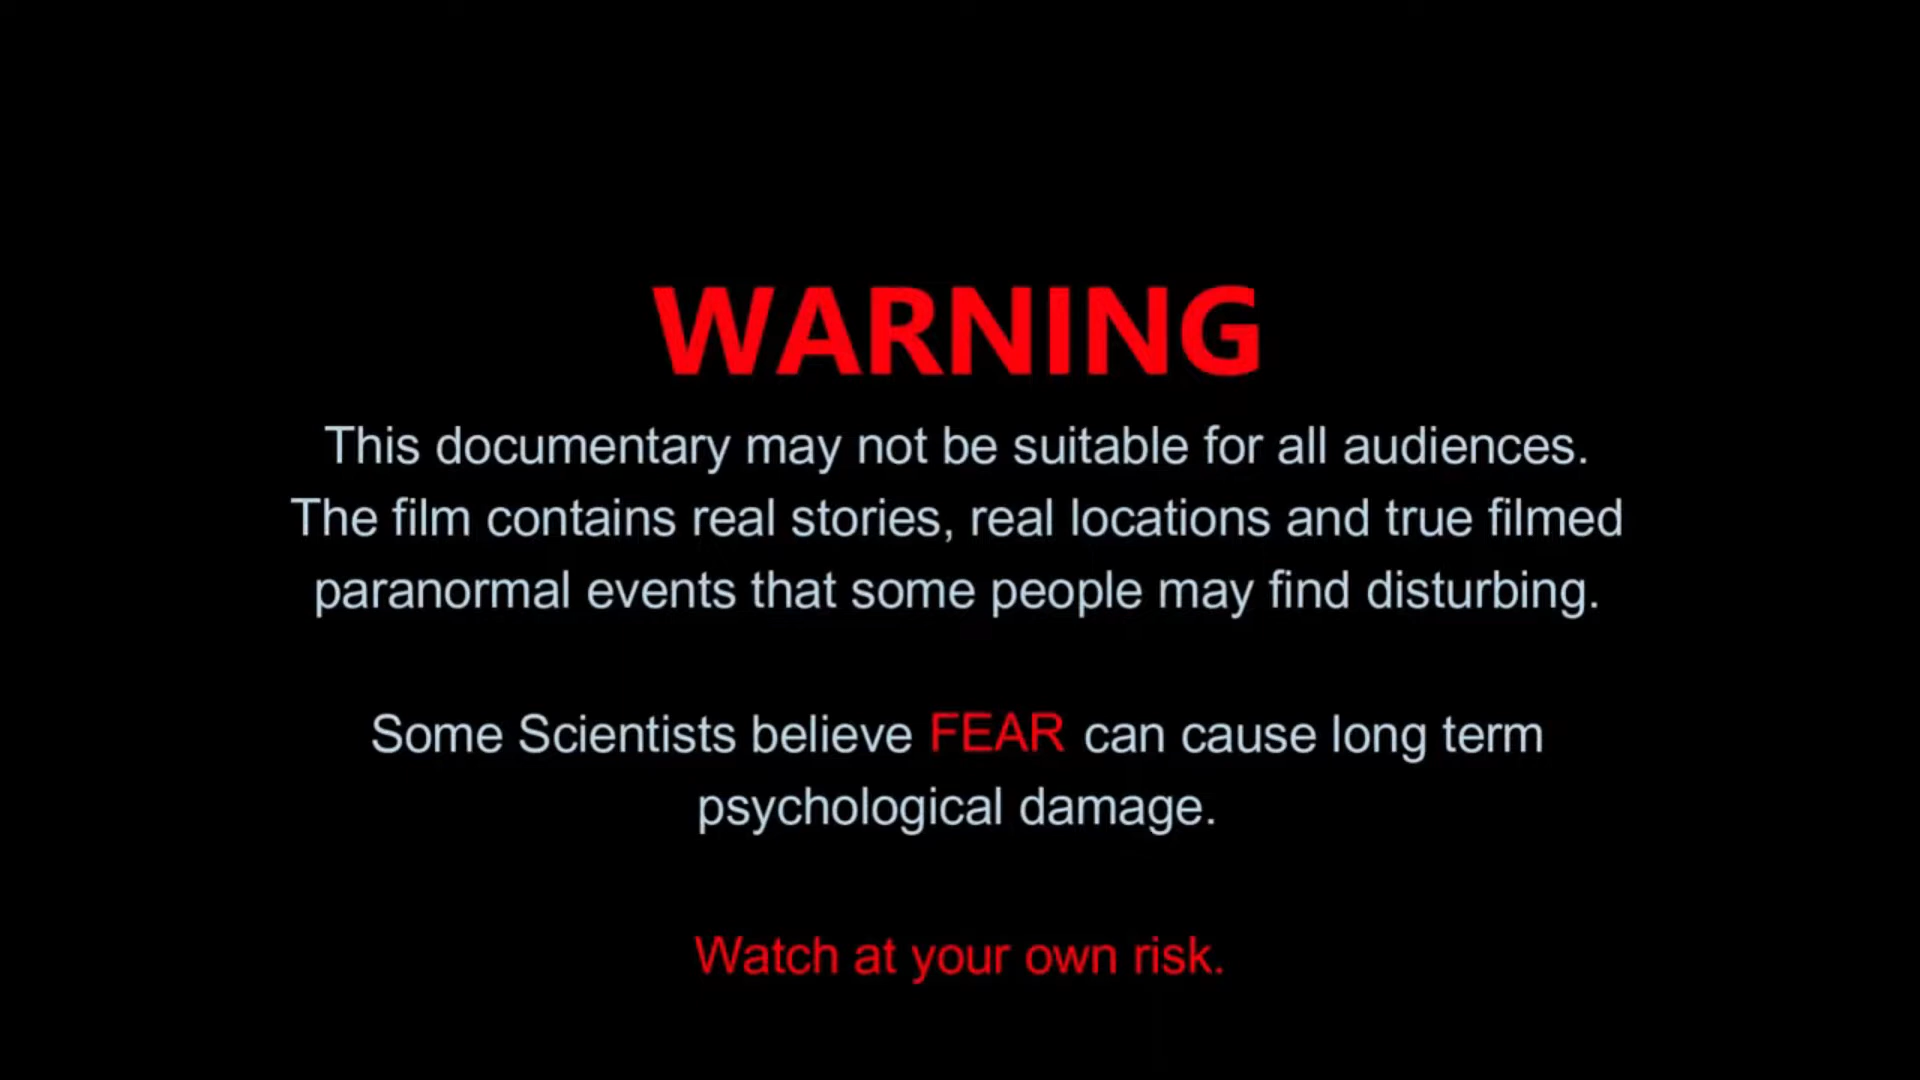 WARNING
This documentary may not be suitable for all audiences.
The film contains real stories, real locations and true filmed
paranormal events that some people may find disturbing.
Some Scientists believe FEAR can cause long term
psychological damage.
Watch at your own risk.